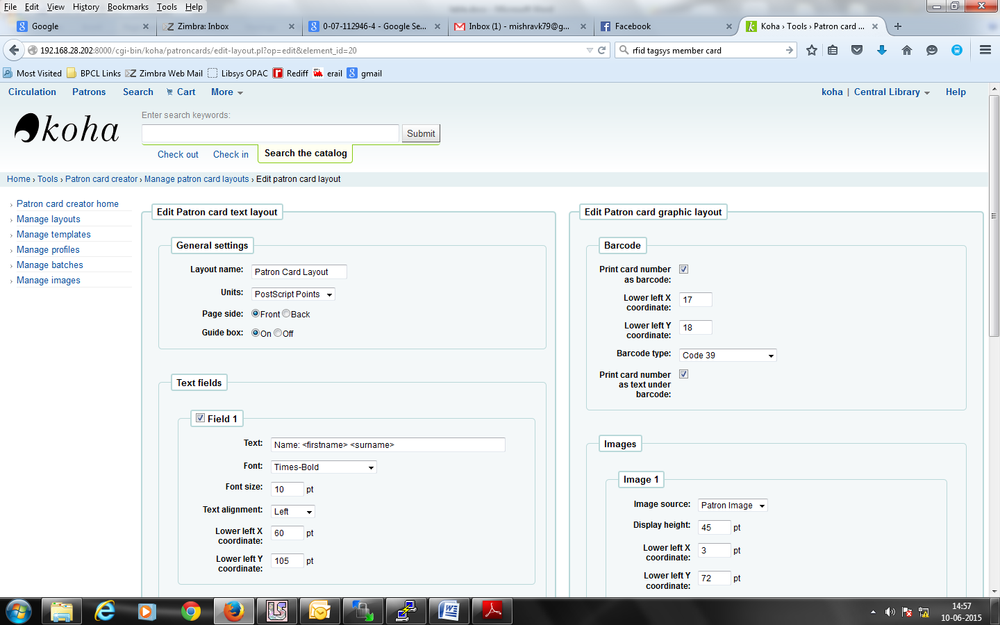 File Edit View History Bookmarks Tools Help
Google
Zimbra: Inbox
0-07-112946-4 - Google Se...
Inbox (1) - mishravk79@g...
Facebook
Koha › Tools › Patron card ...
192.168.28.202:8000/cgi-bin/koha/patroncards/edit-layout.pl?op=edit&element_id=20
rfid tagsys member card
Most Visited BPCL Links Zimbra Web Mail Libsys OPAC Rediff erail gmail
Circulation Patrons Search Cart More
koha | Central Library Help
koha
Enter search keywords:
Submit
Check out Check in Search the catalog
Home › Tools › Patron card creator › Manage patron card layouts › Edit patron card layout
› Patron card creator home
› Manage layouts
› Manage templates
› Manage profiles
› Manage batches
› Manage images
Edit Patron card text layout
General settings
Layout name: Patron Card Layout
Units: PostScript Points
Page side: Front Back
Guide box: On Off
Text fields
Field 1
Text: Name: <firstname> <surname>
Font: Times-Bold
Font size: 10 pt
Text alignment: Left
Lower left X
coordinate: 60 pt
Lower left Y
coordinate: 105 pt
Edit Patron card graphic layout
Barcode
Print card number
as barcode:
Lower left X
coordinate: 17
Lower left Y
coordinate: 18
Barcode type: Code 39
Print card number
as text under
barcode:
Images
Image 1
Image source: Patron Image
Display height: 45 pt
Lower left X
coordinate: 3 pt
Lower left Y
coordinate: 72 pt
14:57
10-06-2015